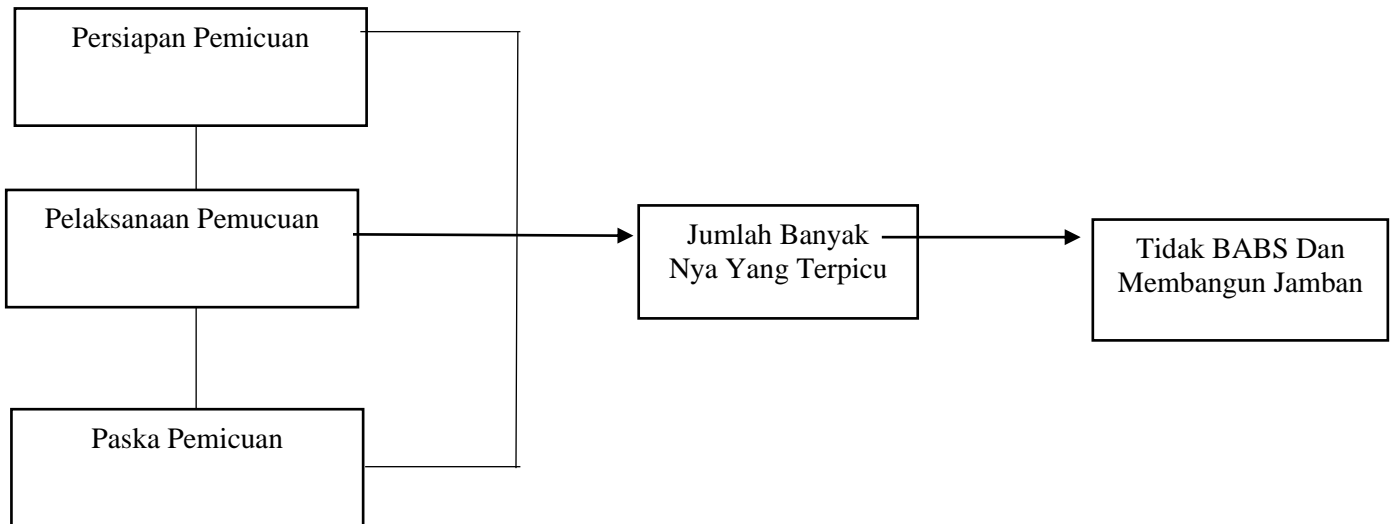 Persiapan Pemicuan
Pelaksanaan Pemucuan
Jumlah Banyak
Nya Yang Terpicu
Tidak BABS Dan
Membangun Jamban
Paska Pemicuan